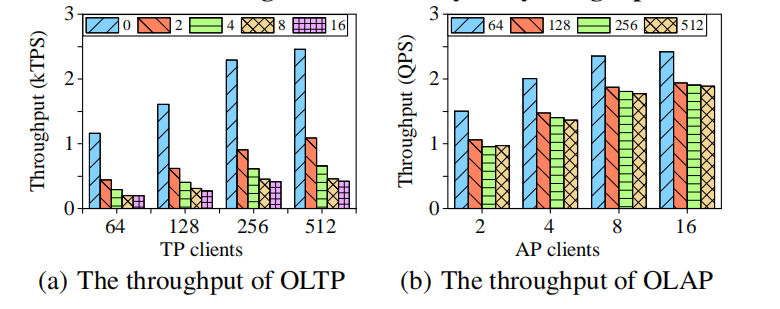 3
0 2 4 8 16
2
1
0
Throughput (kTPS)
64 128 256 512
TP clients
(a) The throughput of OLTP
3
64 128 256 512
2
1
0
Throughput (QPS)
2 4 8 16
AP clients
(b) The throughput of OLAP